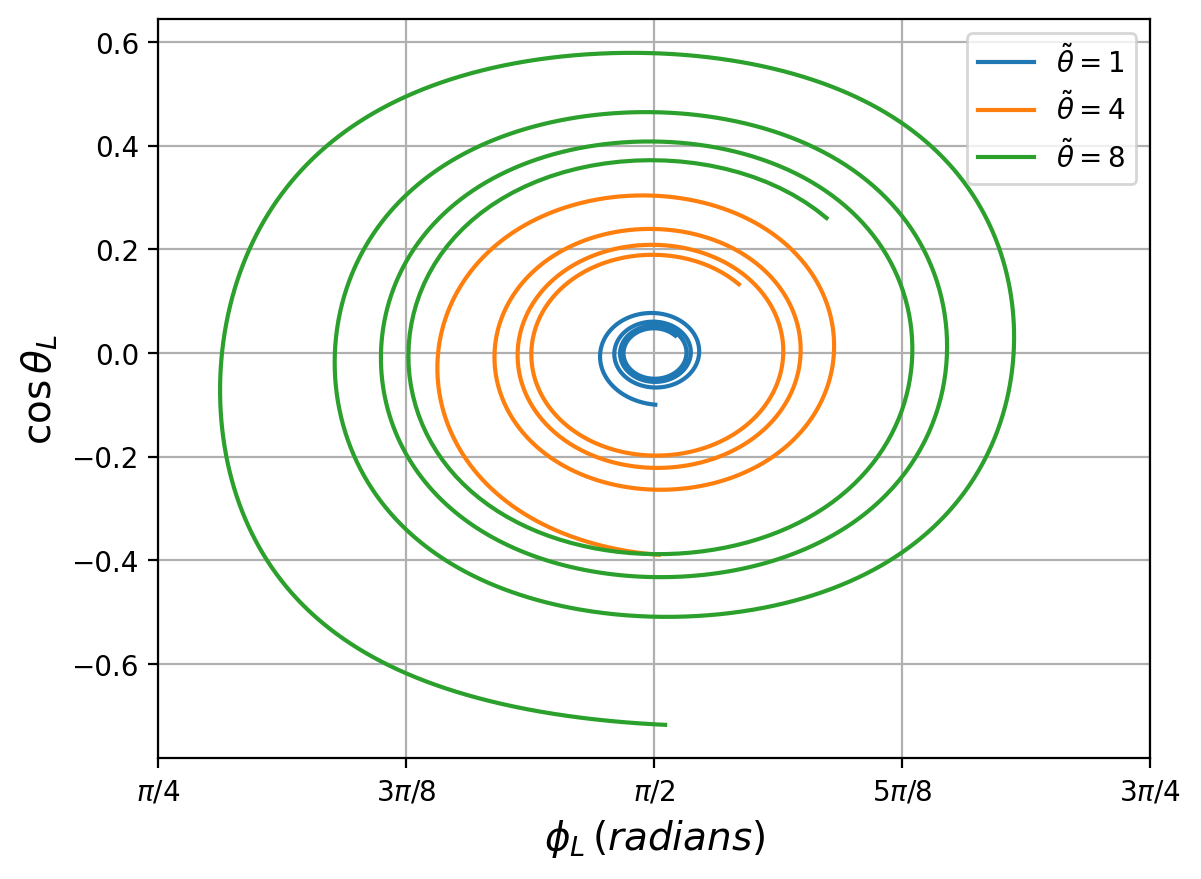 0.6
0.4
0.2
0.0
−0.2
−0.4
−0.6
cos θ_L
θ̃ = 1
θ̃ = 4
θ̃ = 8
π/4
3π/8
π/2
5π/8
3π/4
ϕ_L (radians)